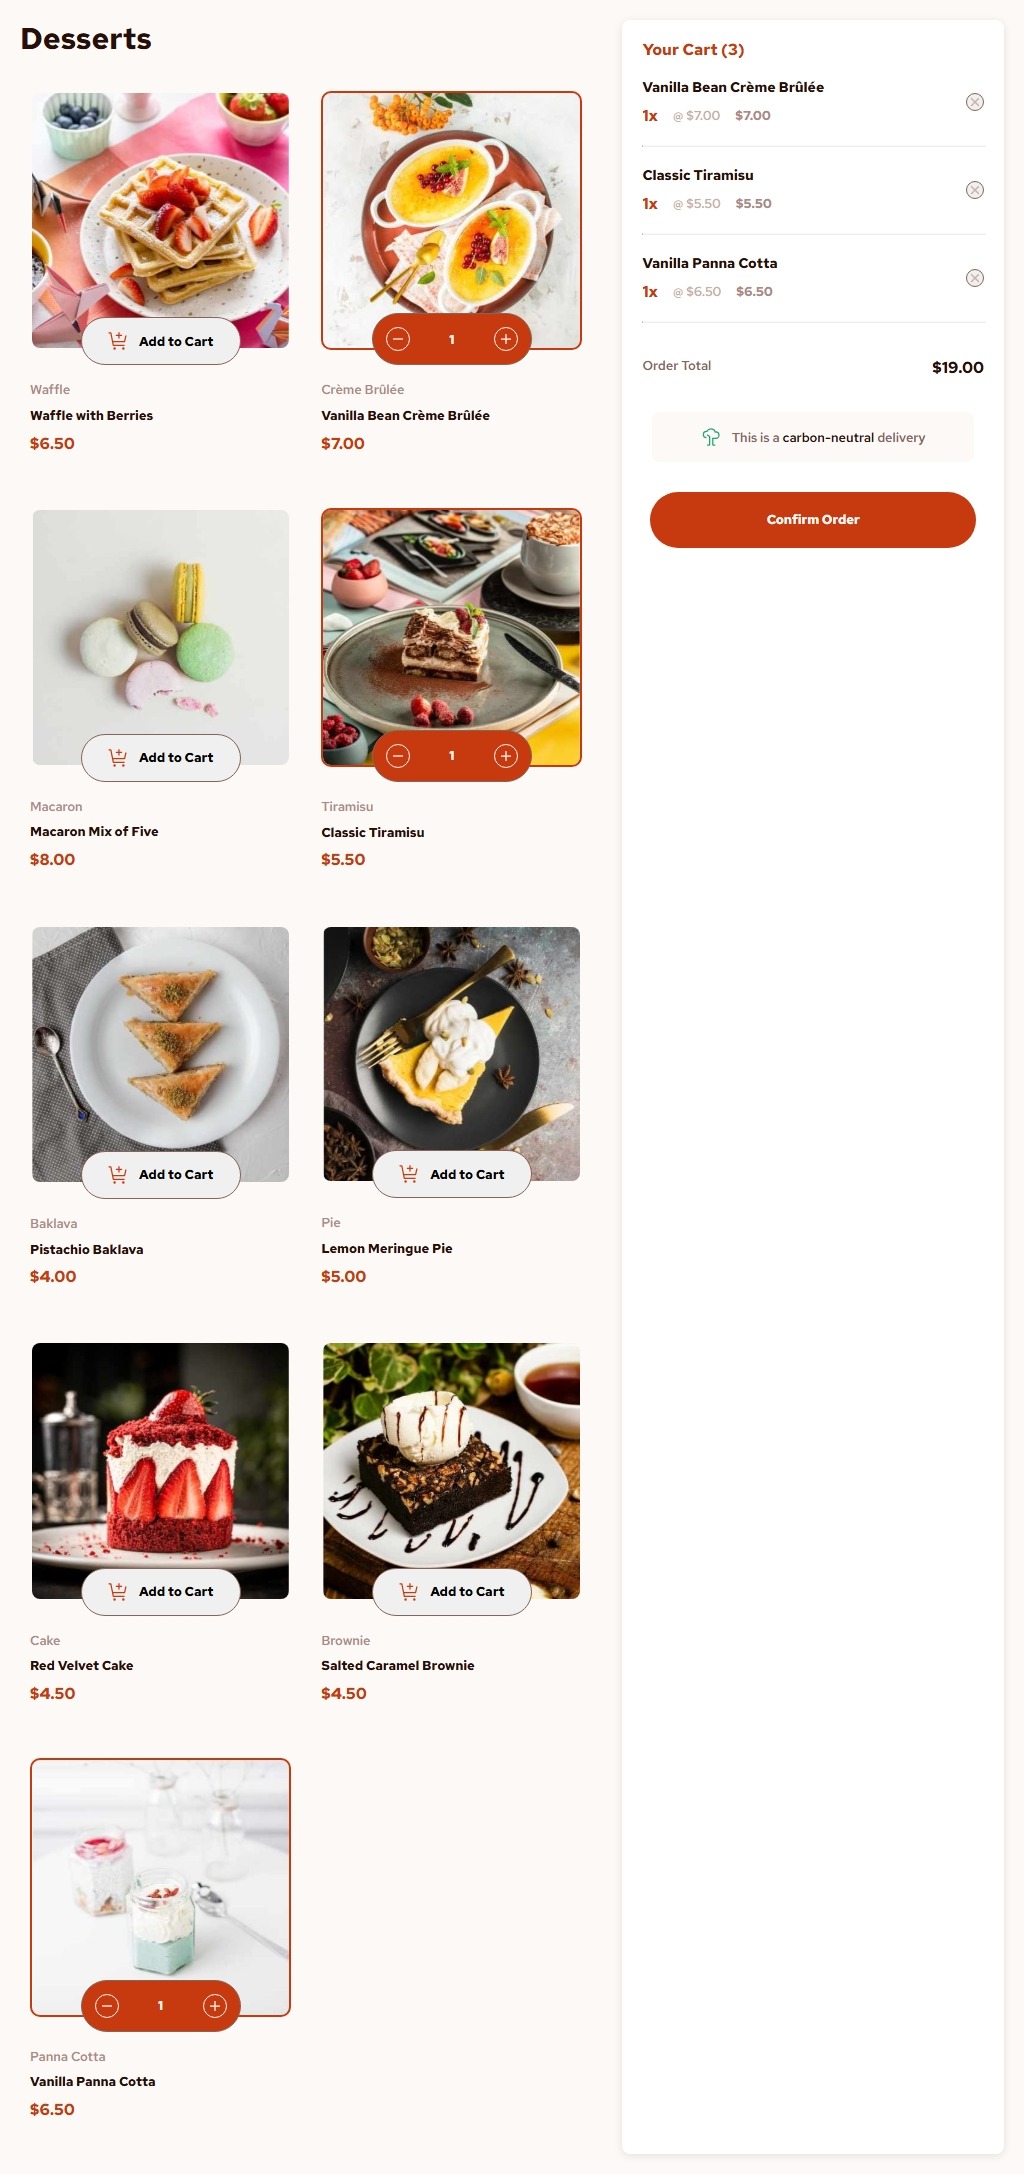 Desserts
Add to Cart
Waffle
Waffle with Berries
$6.50
1
Crème Brûlée
Vanilla Bean Crème Brûlée
$7.00
Add to Cart
Macaron
Macaron Mix of Five
$8.00
1
Tiramisu
Classic Tiramisu
$5.50
Add to Cart
Baklava
Pistachio Baklava
$4.00
Add to Cart
Pie
Lemon Meringue Pie
$5.00
Add to Cart
Cake
Red Velvet Cake
$4.50
Add to Cart
Brownie
Salted Caramel Brownie
$4.50
1
Panna Cotta
Vanilla Panna Cotta
$6.50
Your Cart (3)
Vanilla Bean Crème Brûlée
1x @ $7.00 $7.00
Classic Tiramisu
1x @ $5.50 $5.50
Vanilla Panna Cotta
1x @ $6.50 $6.50
Order Total $19.00
This is a carbon-neutral delivery
Confirm Order